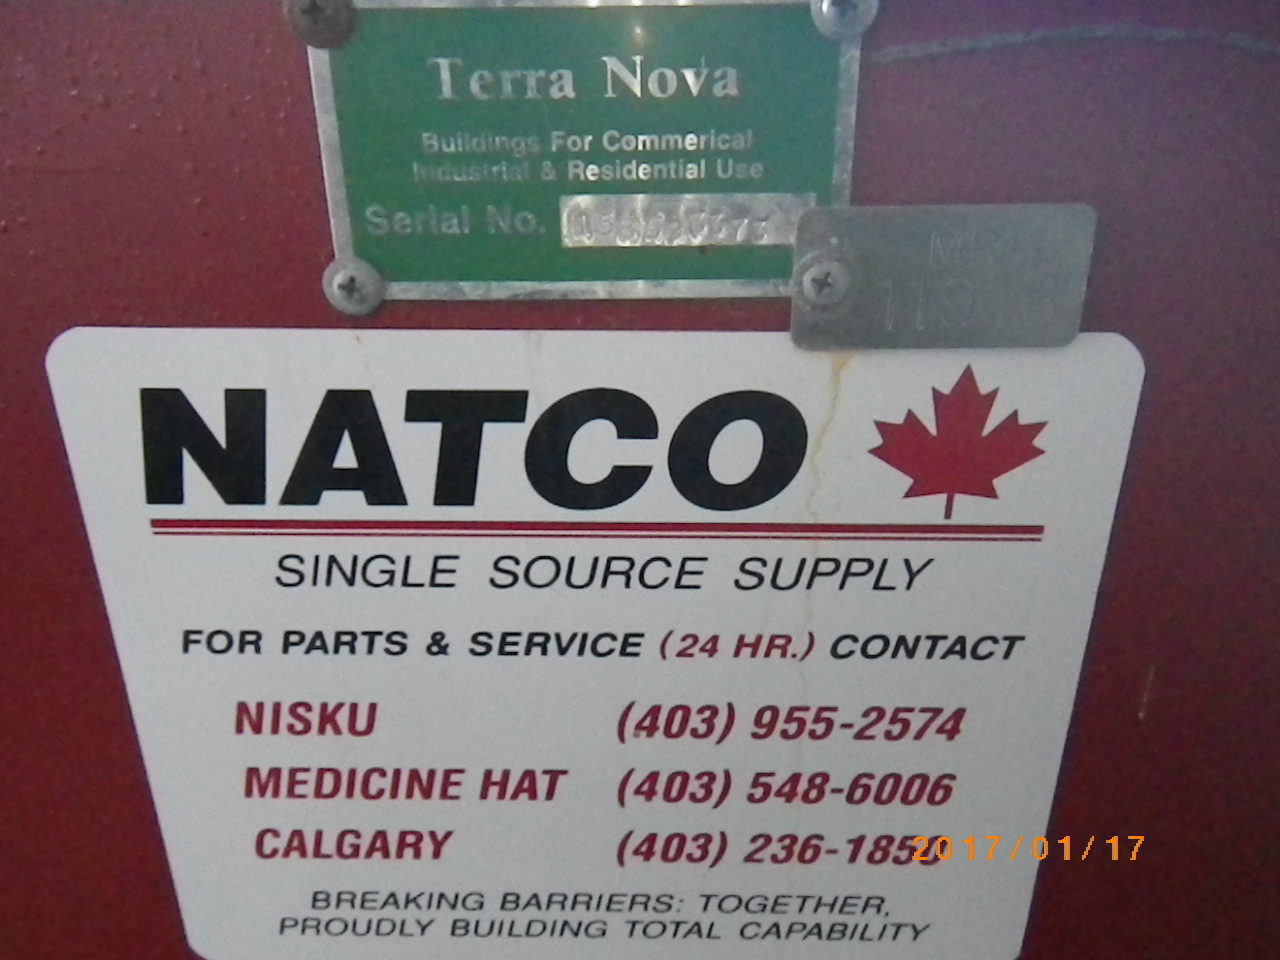 Terra Nova
Buildings For Commerical
Industrial & Residential Use
Serial No.
NATCO
SINGLE SOURCE SUPPLY
FOR PARTS & SERVICE (24 HR.) CONTACT
NISKU (403) 955-2574
MEDICINE HAT (403) 548-6006
CALGARY (403) 236-1850
2017/01/17
BREAKING BARRIERS: TOGETHER,
PROUDLY BUILDING TOTAL CAPABILITY